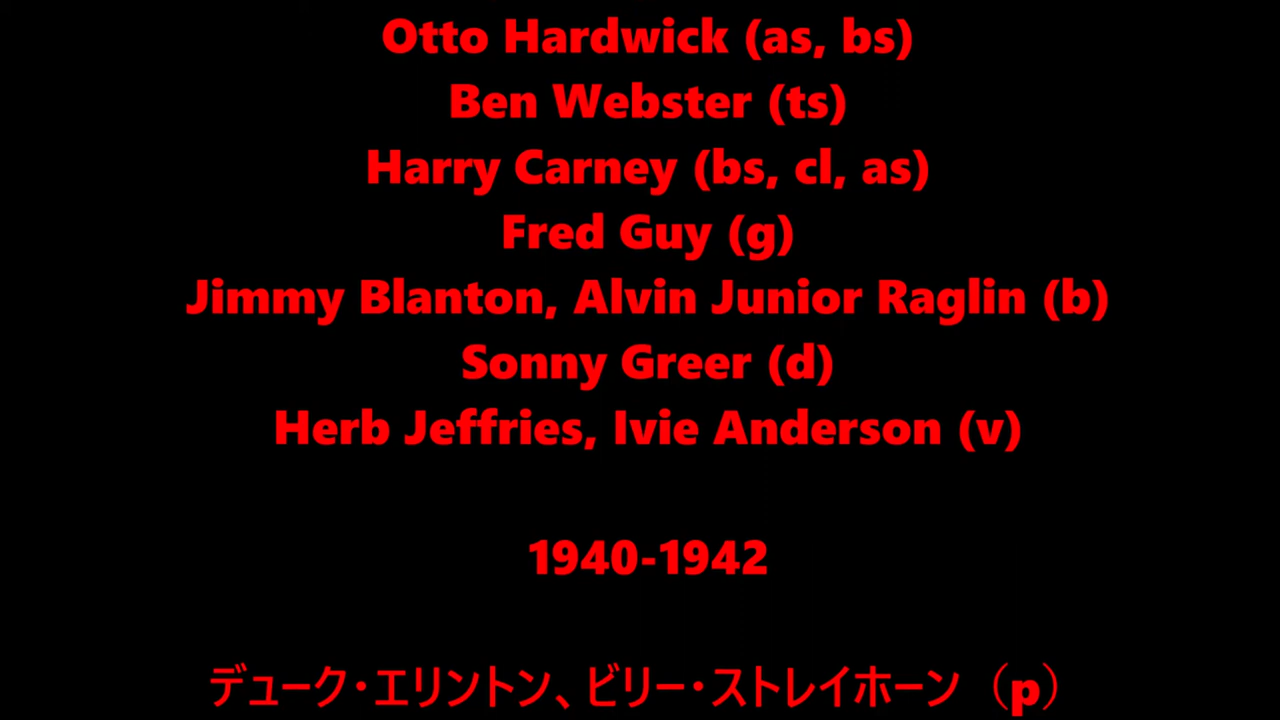 Otto Hardwick (as, bs)
Ben Webster (ts)
Harry Carney (bs, cl, as)
Fred Guy (g)
Jimmy Blanton, Alvin Junior Raglin (b)
Sonny Greer (d)
Herb Jeffries, Ivie Anderson (v)
1940-1942
デューク・エリントン、ビリー・ストレイホーン（p）